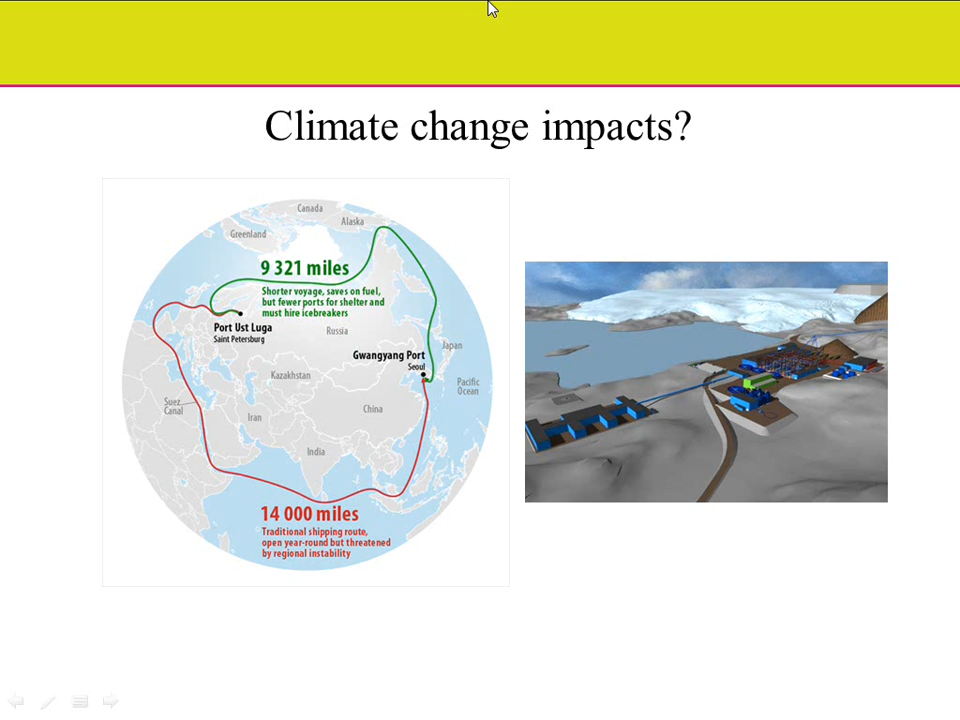 Climate change impacts?
Canada
Alaska
Greenland
9 321 miles
Shorter voyage, saves on fuel,
but fewer ports for shelter and
must hire icebreakers
Port Ust Luga
Saint Petersburg
Russia
Japan
Gwangyang Port
Seoul
Kazakhstan
Pacific
Ocean
Suez
Canal
China
Iran
India
14 000 miles
Traditional shipping route,
open year-round but threatened
by regional instability